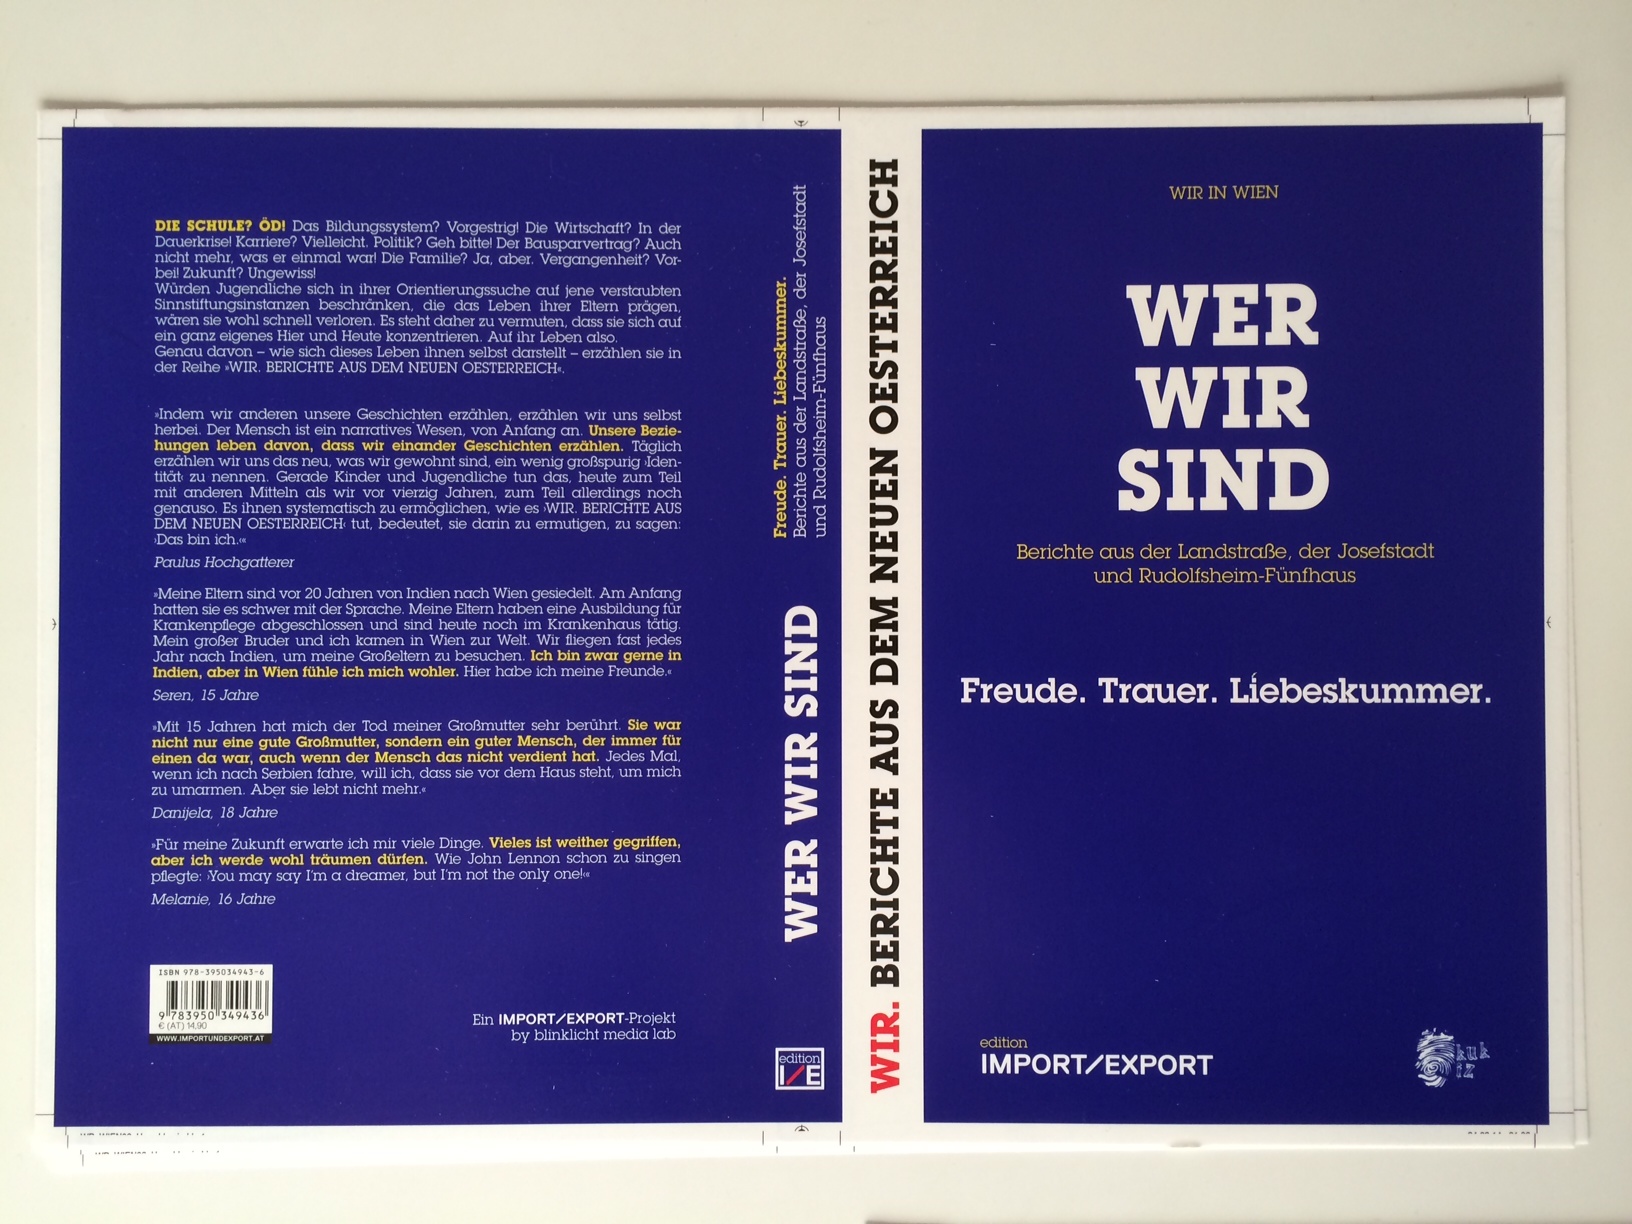 DIE SCHULE? ÖD! Das Bildungssystem? Vorgestrig! Die Wirtschaft? In der
Dauerkrise! Karriere? Vielleicht. Politik? Geh bitte! Der Bausparvertrag? Auch
nicht mehr, was er einmal war! Die Familie? Ja, aber. Vergangenheit? Vor-
bei! Zukunft? Ungewiss!
Würden Jugendliche sich in ihrer Orientierungssuche auf jene verstaubten
Sinnstiftungsinstanzen beschränken, die das Leben ihrer Eltern prägen,
wären sie wohl schnell verloren. Es steht daher zu vermuten, dass sie sich auf
ein ganz eigenes Hier und Heute konzentrieren. Auf ihr Leben also.
Genau davon – wie sich dieses Leben ihnen selbst darstellt – erzählen sie in
der Reihe »WIR. BERICHTE AUS DEM NEUEN OESTERREICH«.
»Indem wir anderen unsere Geschichten erzählen, erzählen wir uns selbst
herbei. Der Mensch ist ein narratives Wesen, von Anfang an. Unsere Bezie-
hungen leben davon, dass wir einander Geschichten erzählen. Täglich
erzählen wir uns das neu, was wir gewohnt sind, ein wenig großspurig ›Iden-
tität‹ zu nennen. Gerade Kinder und Jugendliche tun das, heute zum Teil
mit anderen Mitteln als wir vor vierzig Jahren, zum Teil allerdings noch
genauso. Es ihnen systematisch zu ermöglichen, wie es ›WIR. BERICHTE AUS
DEM NEUEN OESTERREICH‹ tut, bedeutet, sie darin zu ermutigen, zu sagen:
›Das bin ich.‹«
Paulus Hochgatterer
»Meine Eltern sind vor 20 Jahren von Indien nach Wien gesiedelt. Am Anfang
hatten sie es schwer mit der Sprache. Meine Eltern haben eine Ausbildung für
Krankenpflege abgeschlossen und sind heute noch im Krankenhaus tätig.
Mein großer Bruder und ich kamen in Wien zur Welt. Wir fliegen fast jedes
Jahr nach Indien, um meine Großeltern zu besuchen. Ich bin zwar gerne in
Indien, aber in Wien fühle ich mich wohler. Hier habe ich meine Freunde.«
Seren, 15 Jahre
»Mit 15 Jahren hat mich der Tod meiner Großmutter sehr berührt. Sie war
nicht nur eine gute Großmutter, sondern ein guter Mensch, der immer für
einen da war, auch wenn der Mensch das nicht verdient hat. Jedes Mal,
wenn ich nach Serbien fahre, will ich, dass sie vor dem Haus steht, um mich
zu umarmen. Aber sie lebt nicht mehr.«
Danijela, 18 Jahre
»Für meine Zukunft erwarte ich mir viele Dinge. Vieles ist weither gegriffen,
aber ich werde wohl träumen dürfen. Wie John Lennon schon zu singen
pflegte: ›You may say I'm a dreamer, but I'm not the only one!‹«
Melanie, 16 Jahre
ISBN 978-395034943-6
9 783950 349436
€ (AT) 14,90
WWW.IMPORTUNDEXPORT.AT
Ein IMPORT/EXPORT-Projekt
by blinklicht media lab
Freude. Trauer. Liebeskummer.
Berichte aus der Landstraße, der Josefstadt
und Rudolfsheim-Fünfhaus
WER WIR SIND
edition
I/E
WIR. BERICHTE AUS DEM NEUEN OESTERREICH
WIR IN WIEN
WER
WIR
SIND
Berichte aus der Landstraße, der Josefstadt
und Rudolfsheim-Fünfhaus
Freude. Trauer. Liebeskummer.
edition
IMPORT/EXPORT
kuk
iz